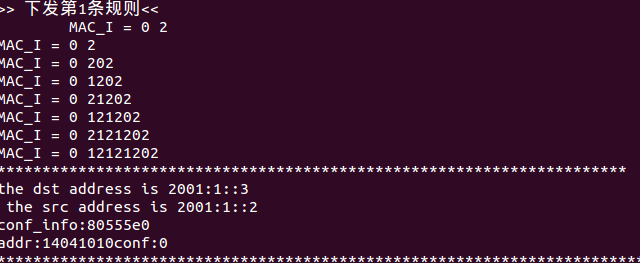 >> 下发第1条规则<<
MAC_I = 0 2
MAC_I = 0 2
MAC_I = 0 202
MAC_I = 0 1202
MAC_I = 0 21202
MAC_I = 0 121202
MAC_I = 0 2121202
MAC_I = 0 12121202
**********************************************************************
the dst address is 2001:1::3
the src address is 2001:1::2
conf_info:80555e0
addr:14041010conf:0
************************************************************************